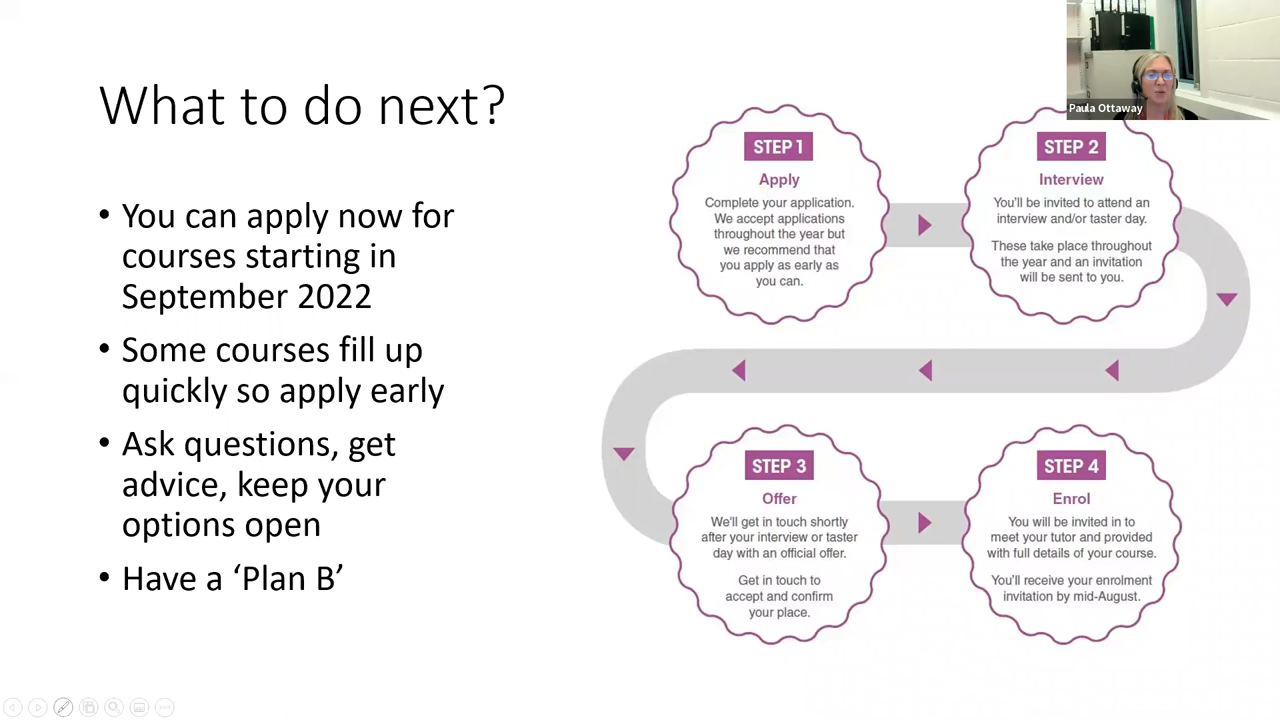 What to do next?
• You can apply now for
courses starting in
September 2022
• Some courses fill up
quickly so apply early
• Ask questions, get
advice, keep your
options open
• Have a ‘Plan B’
Paula Ottaway
STEP 1
Apply
Complete your application.
We accept applications
throughout the year but
we recommend that
you apply as early as
you can.
STEP 2
Interview
You'll be invited to attend an
interview and/or taster day.
These take place throughout
the year and an invitation
will be sent to you.
STEP 3
Offer
We'll get in touch shortly
after your interview or taster
day with an official offer.
Get in touch to
accept and confirm
your place.
STEP 4
Enrol
You will be invited in to
meet your tutor and provided
with full details of your course.
You'll receive your enrolment
invitation by mid-August.